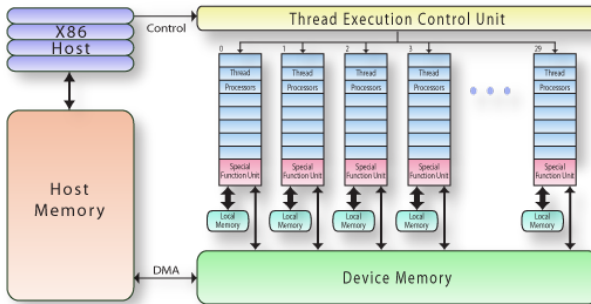 X86
Host
Control
Thread Execution Control Unit
0 1 2 3 29
Thread Thread Thread Thread Thread
Processors Processors Processors Processors Processors
Special Special Special Special Special
Function Unit Function Unit Function Unit Function Unit Function Unit
Local Local Local Local Local
Memory Memory Memory Memory Memory
Host
Memory
DMA
Device Memory